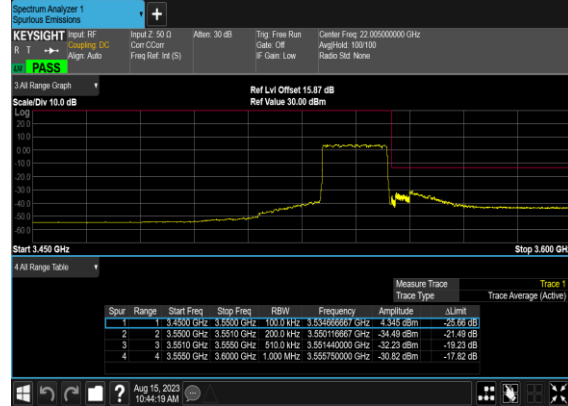 Spectrum Analyzer 1
Spurious Emissions
+
KEYSIGHT Input: RF Input Z: 50 Ω Atten: 30 dB Trig: Free Run Center Freq: 22.005000000 GHz
R T Coupling: DC Corr CCorr Gate: Off Avg|Hold: 100/100
Align: Auto Freq Ref: Int (S) IF Gain: Low Radio Std: None
PASS
3 All Range Graph
Ref Lvl Offset 15.87 dB
Scale/Div 10.0 dB Ref Value 30.00 dBm
Log
20.0
10.0
0.00
-10.0
-20.0
-30.0
-40.0
-50.0
-60.0
Start 3.450 GHz Stop 3.600 GH
4 All Range Table
Measure Trace Trace 1
Trace Type Trace Average (Active)
Spur Range Start Freq Stop Freq RBW Frequency Amplitude ΔLimit
1 1 3.4500 GHz 3.5500 GHz 100.0 kHz 3.534666667 GHz 4.345 dBm -25.66 dB
2 2 3.5500 GHz 3.5510 GHz 200.0 kHz 3.550116667 GHz -34.49 dBm -21.49 dB
3 3 3.5510 GHz 3.5550 GHz 510.0 kHz 3.551440000 GHz -32.23 dBm -19.23 dB
4 4 3.5550 GHz 3.6000 GHz 1.000 MHz 3.555750000 GHz -30.82 dBm -17.82 dB
? Aug 15, 2023
10:44:19 AM